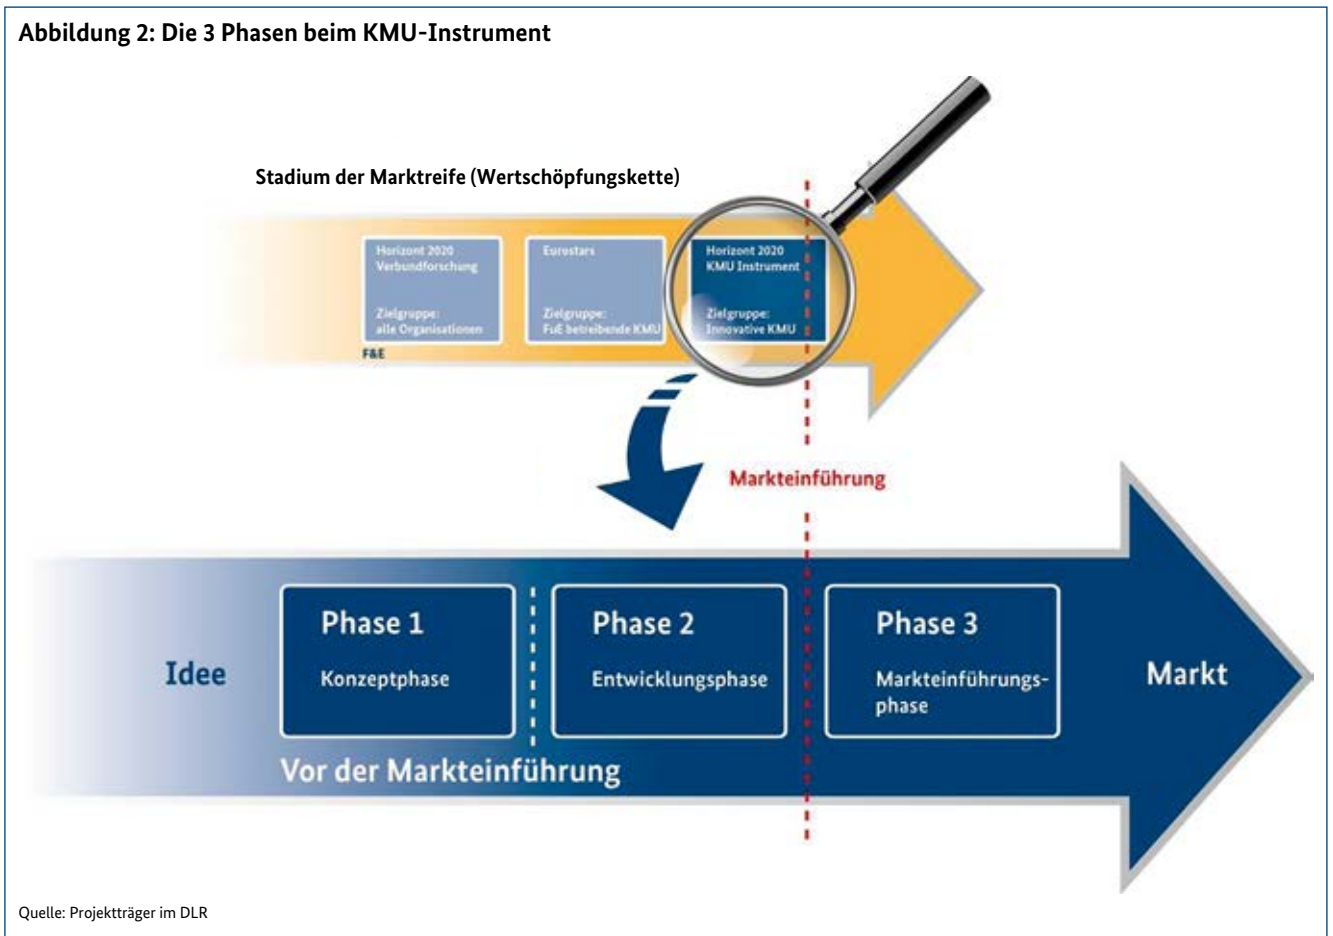 Abbildung 2: Die 3 Phasen beim KMU-Instrument
Stadium der Marktreife (Wertschöpfungskette)
Horizont 2020
Verbundforschung
Zielgruppe:
alle Organisationen
F&E
Eurostars
Zielgruppe:
FuE betreibende KMU
Horizont 2020
KMU Instrument
Zielgruppe:
Innovative KMU
Markteinführung
Idee
Phase 1
Konzeptphase
Phase 2
Entwicklungsphase
Phase 3
Markteinführungs-
phase
Markt
Vor der Markteinführung
Quelle: Projektträger im DLR